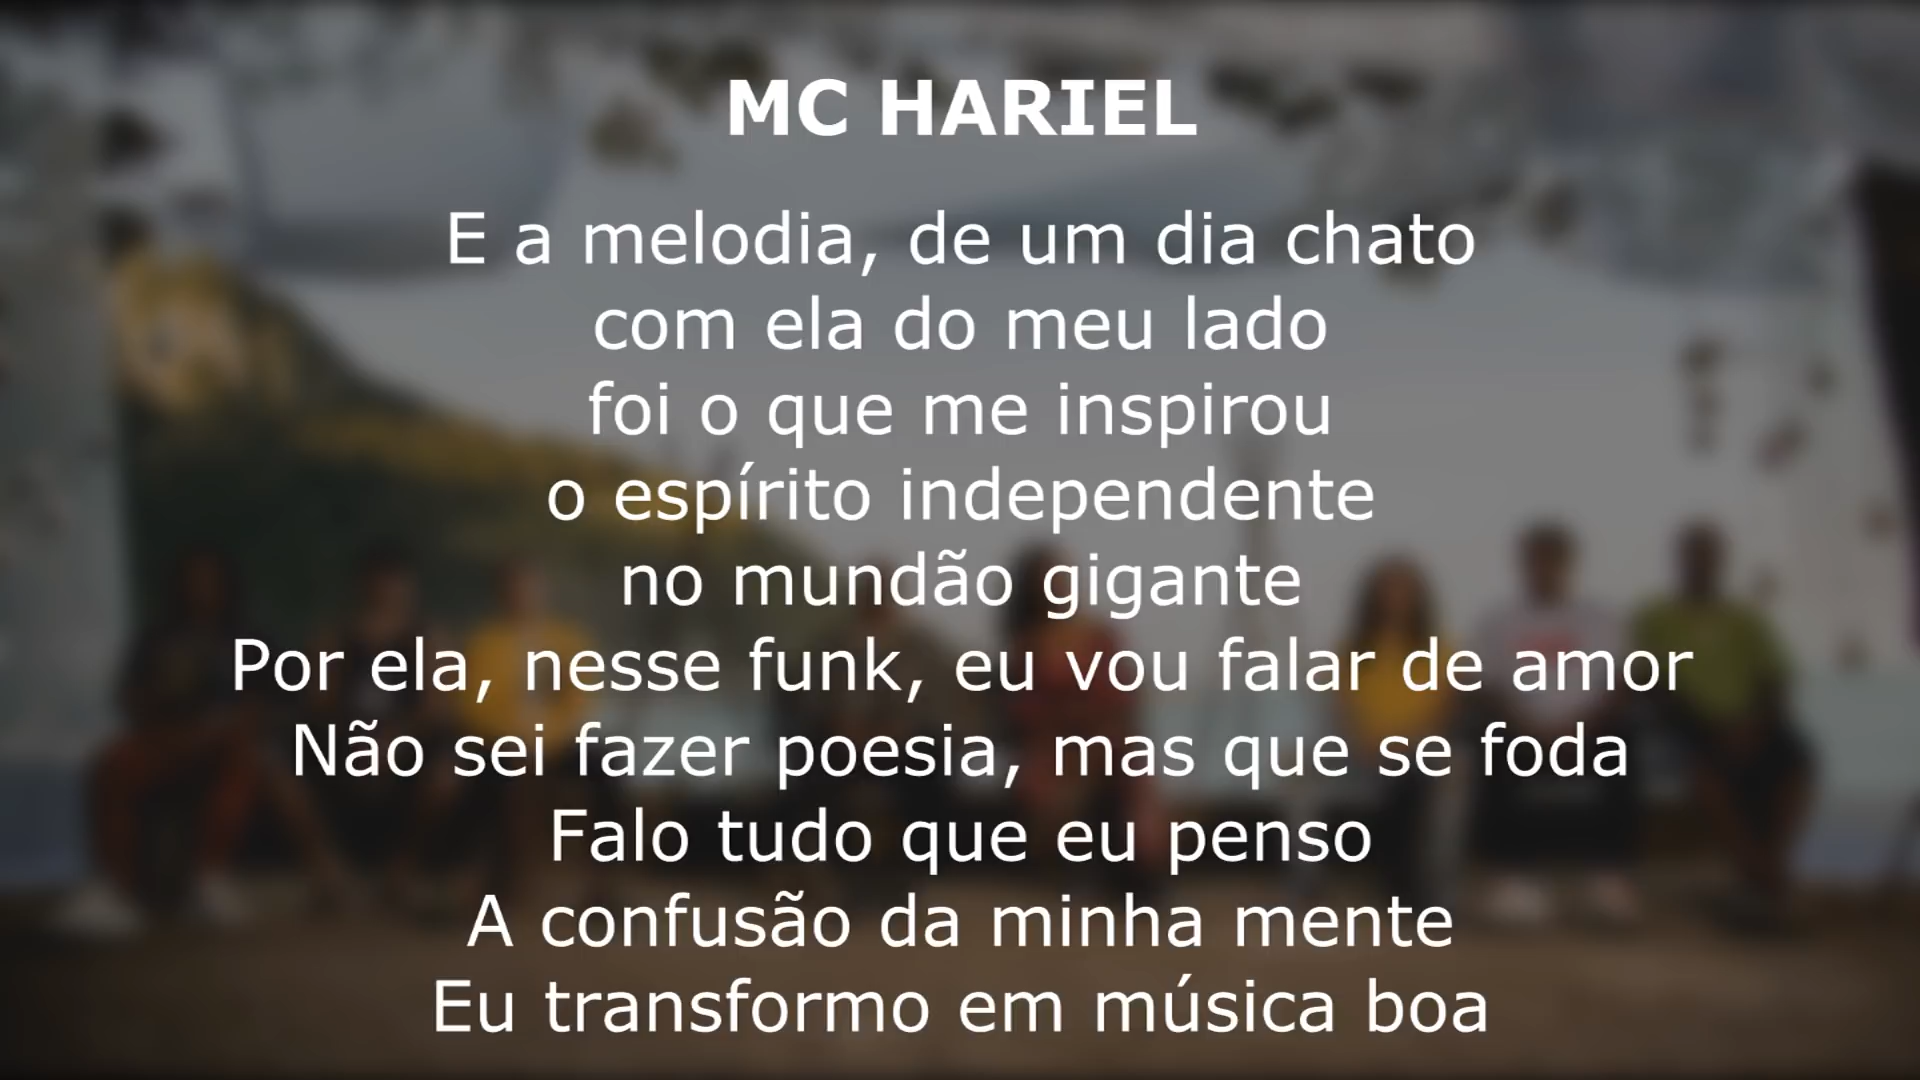 MC HARIEL
E a melodia, de um dia chato
com ela do meu lado
foi o que me inspirou
o espírito independente
no mundão gigante
Por ela, nesse funk, eu vou falar de amor
Não sei fazer poesia, mas que se foda
Falo tudo que eu penso
A confusão da minha mente
Eu transformo em música boa